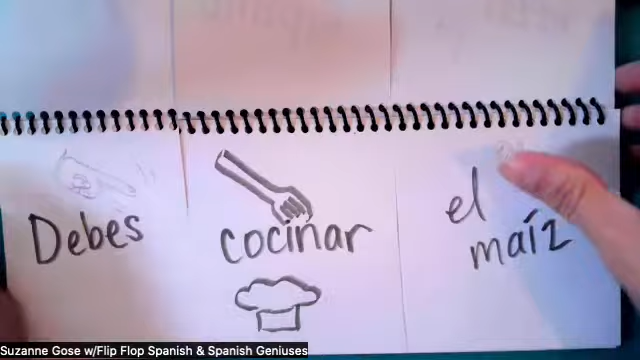 Debes
cocinar
el
maíz
Suzanne Gose w/Flip Flop Spanish & Spanish Geniuses